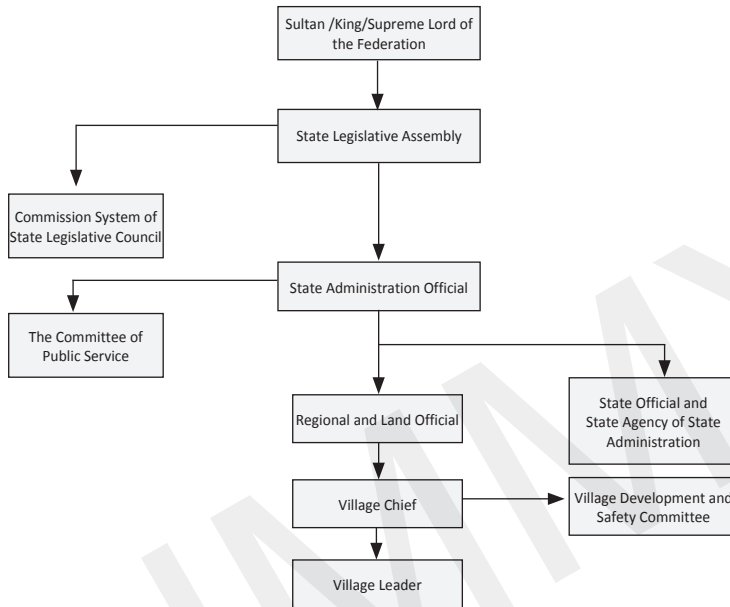 Sultan /King/Supreme Lord of
the Federation
State Legislative Assembly
Commission System of
State Legislative Council
State Administration Official
The Committee of
Public Service
Regional and Land Official
State Official and
State Agency of State
Administration
Village Chief
Village Development and
Safety Committee
Village Leader